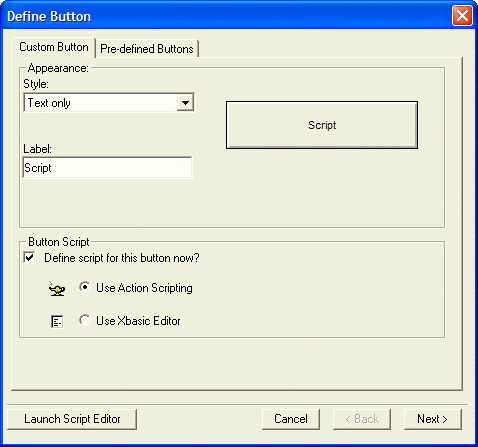 Define Button
Custom Button Pre-defined Buttons
Appearance:
Style:
Text only
Script
Label:
Script
Button Script
Define script for this button now?
Use Action Scripting
Use Xbasic Editor
Launch Script Editor Cancel < Back Next >